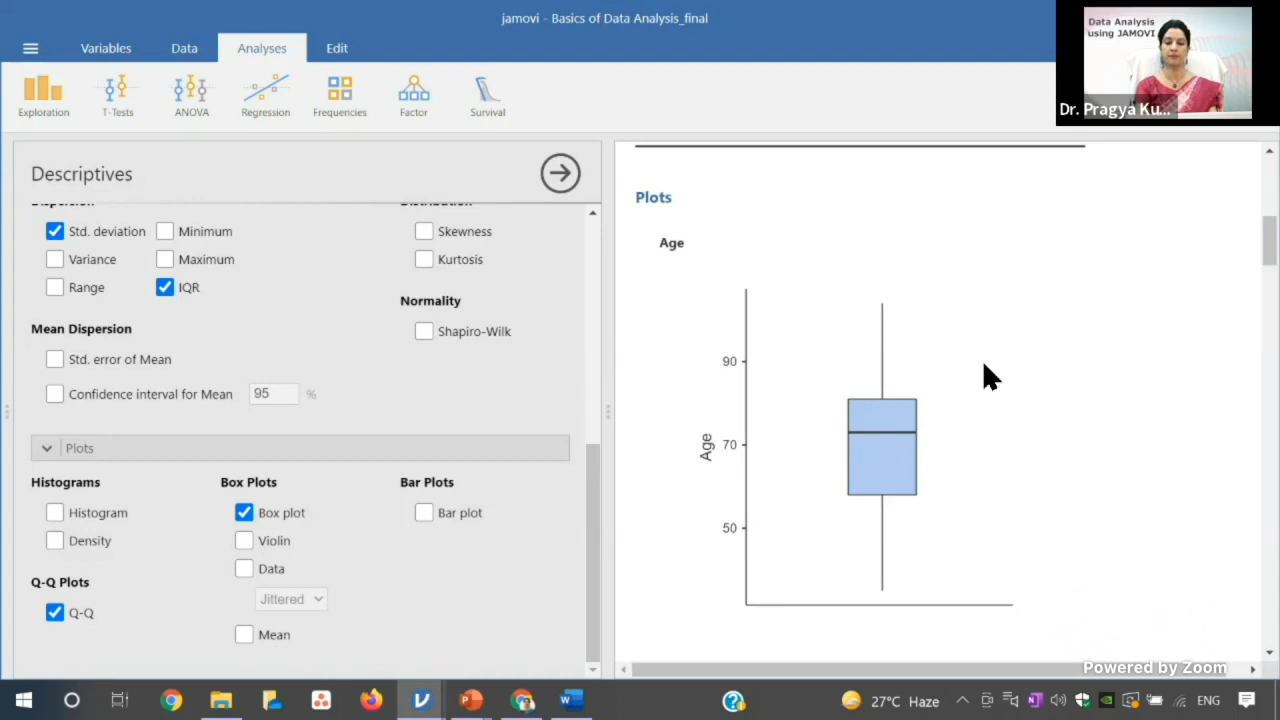 jamovi - Basics of Data Analysis_final
Variables Data Analyses Edit
Exploration T-Tests ANOVA Regression Frequencies Factor Survival
Data Analysis
using JAMOVI
Dr. Pragya Ku...
Descriptives
Dispersion Distribution
Std. deviation Minimum Skewness
Variance Maximum Kurtosis
Range IQR
Normality
Shapiro-Wilk
Mean Dispersion
Std. error of Mean
Confidence interval for Mean 95 %
Plots
Histograms Box Plots Bar Plots
Histogram Box plot Bar plot
Density Violin
Data
Q-Q Plots
Jittered
Q-Q
Mean
Plots
Age
90
70
50
Age
Powered by Zoom
27°C Haze
ENG